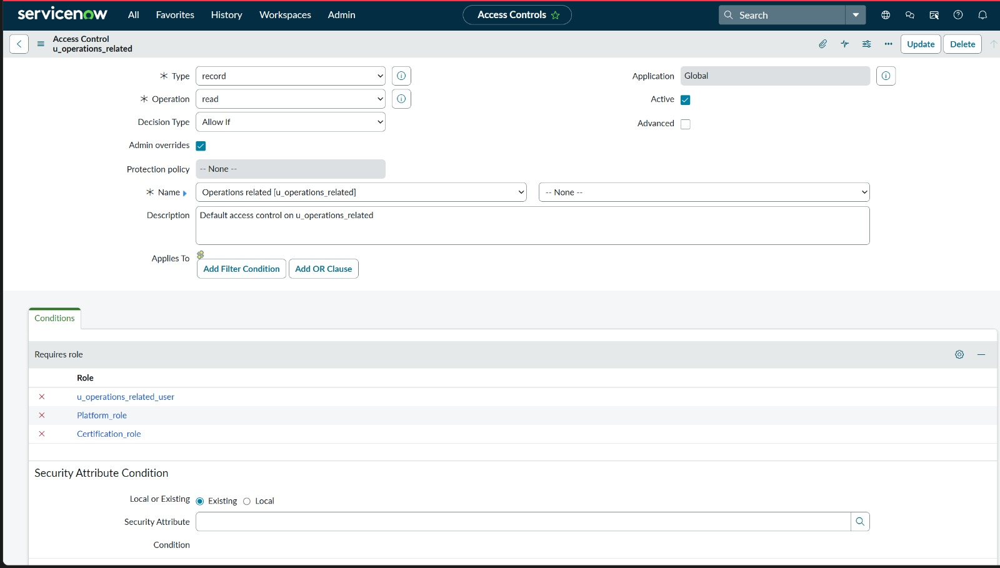 servicenow All Favorites History Workspaces Admin Access Controls Search
Access Control
u_operations_related
Update Delete
Type record
Application Global
Operation read
Active
Decision Type Allow If
Advanced
Admin overrides
Protection policy -- None --
Name Operations related [u_operations_related] -- None --
Description Default access control on u_operations_related
Applies To
Add Filter Condition Add OR Clause
Conditions
Requires role
Role
u_operations_related_user
Platform_role
Certification_role
Security Attribute Condition
Local or Existing Existing Local
Security Attribute
Condition